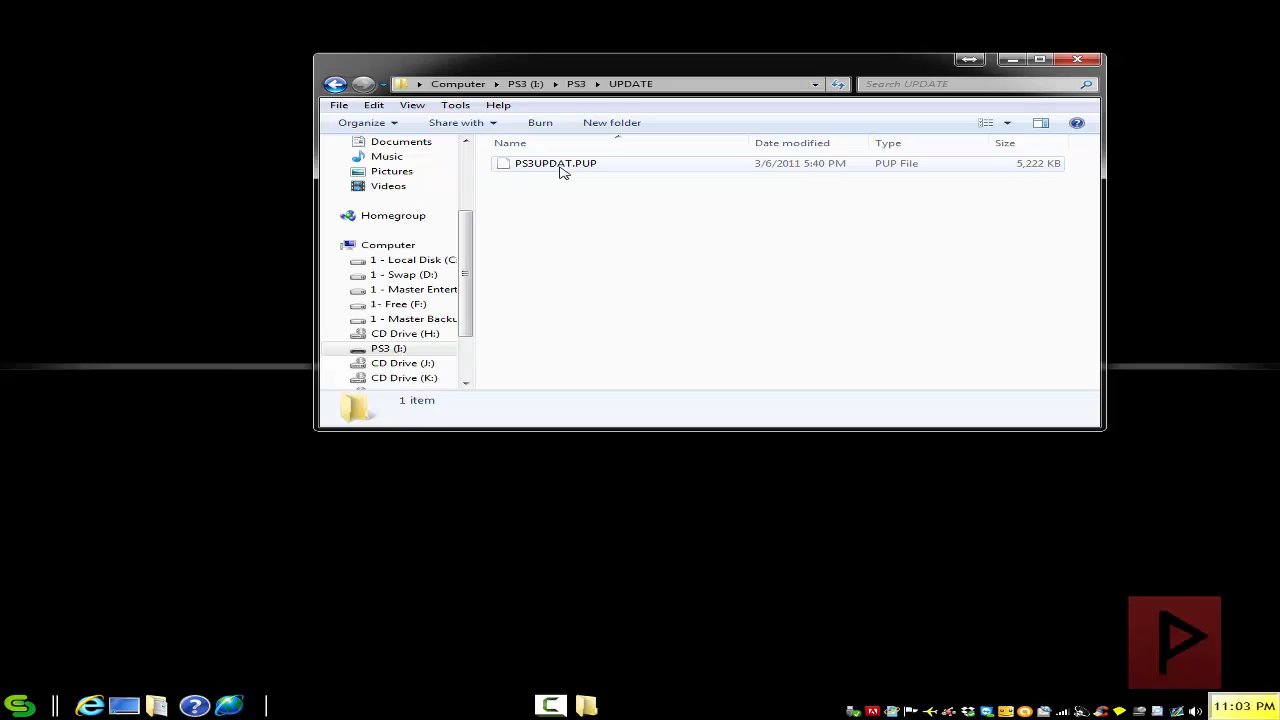 Computer PS3 (I:) PS3 UPDATE
Search UPDATE
File Edit View Tools Help
Organize Share with Burn New folder
Name Date modified Type Size
PS3UPDAT.PUP 3/6/2011 5:40 PM PUP File 5,222 KB
Documents
Music
Pictures
Videos
Homegroup
Computer
1 - Local Disk (C
1 - Swap (D:)
1 - Master Entert
1- Free (F:)
1 - Master Backu
CD Drive (H:)
PS3 (I:)
CD Drive (J:)
CD Drive (K:)
1 item
P
11:03 PM